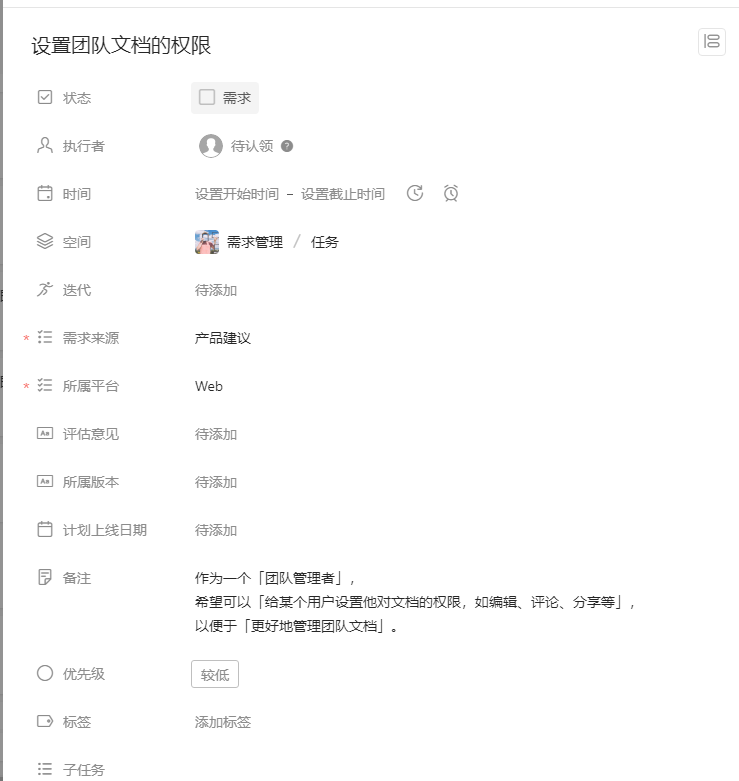 设置团队文档的权限
状态 需求
执行者 待认领 ?
时间 设置开始时间 – 设置截止时间
空间 需求管理 / 任务
迭代 待添加
* 需求来源 产品建议
* 所属平台 Web
Aa 评估意见 待添加
Aa 所属版本 待添加
计划上线日期 待添加
备注 作为一个「团队管理者」,
希望可以「给某个用户设置他对文档的权限，如编辑、评论、分享等」,
以便于「更好地管理团队文档」。
优先级 较低
标签 添加标签
子任务